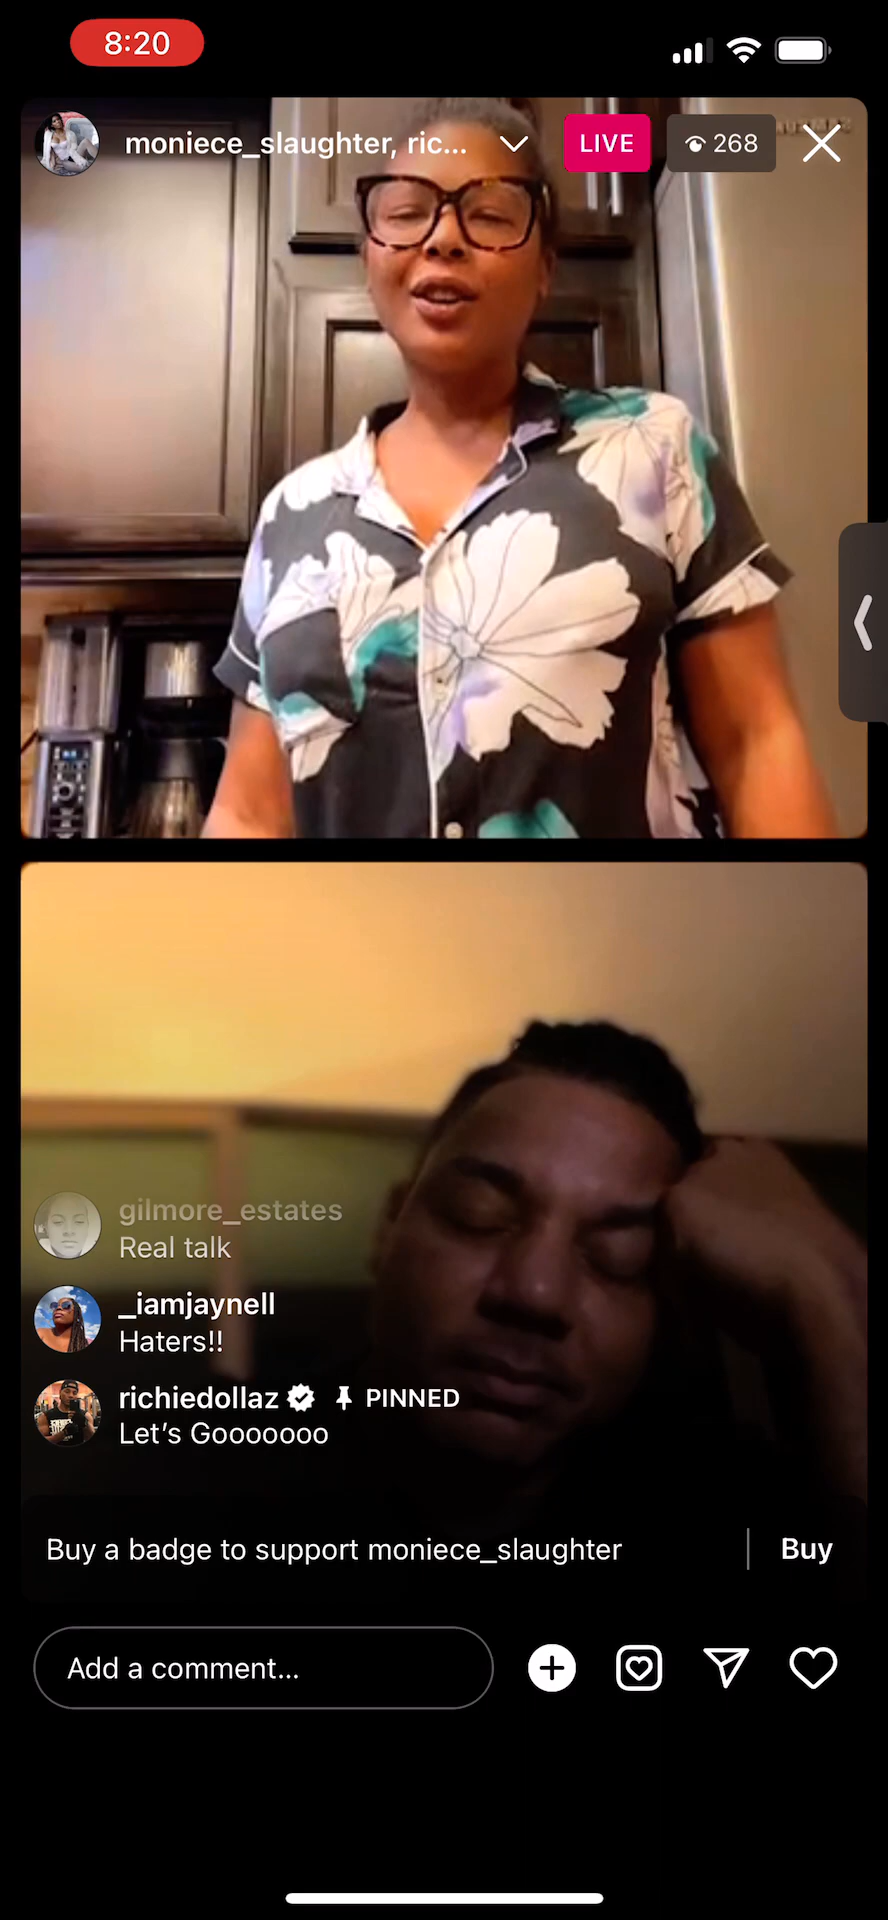 8:20
moniece_slaughter, ric...
LIVE
268
gilmore_estates
Real talk
_iamjaynell
Haters!!
richiedollaz PINNED
Let’s Gooooooo
Buy a badge to support moniece_slaughter
Buy
Add a comment...